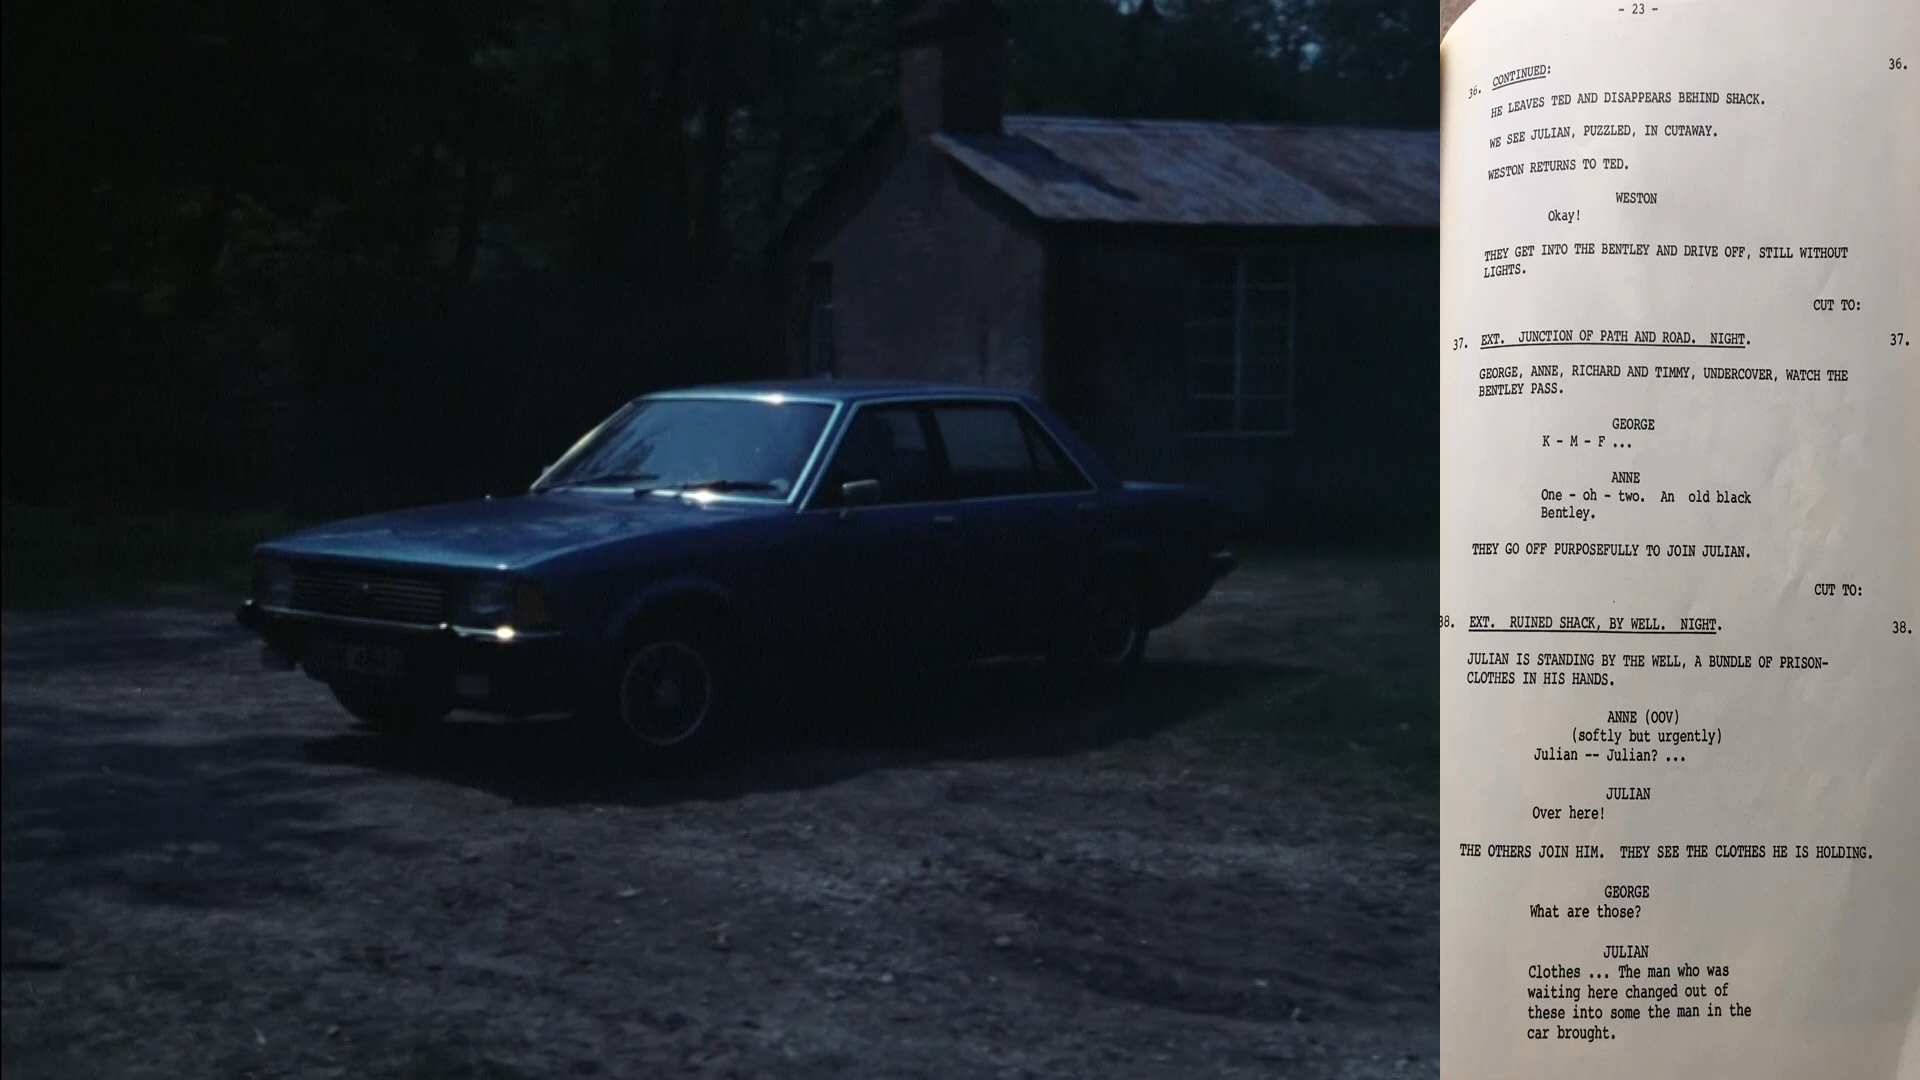 - 23 -
36. CONTINUED: 36.
HE LEAVES TED AND DISAPPEARS BEHIND SHACK.
WE SEE JULIAN, PUZZLED, IN CUTAWAY.
WESTON RETURNS TO TED.
WESTON
Okay!
THEY GET INTO THE BENTLEY AND DRIVE OFF, STILL WITHOUT
LIGHTS.
CUT TO:
37. EXT. JUNCTION OF PATH AND ROAD. NIGHT. 37.
GEORGE, ANNE, RICHARD AND TIMMY, UNDERCOVER, WATCH THE
BENTLEY PASS.
GEORGE
K - M - F ...
ANNE
One - oh - two. An old black
Bentley.
THEY GO OFF PURPOSEFULLY TO JOIN JULIAN.
CUT TO:
38. EXT. RUINED SHACK, BY WELL. NIGHT. 38.
JULIAN IS STANDING BY THE WELL, A BUNDLE OF PRISON-
CLOTHES IN HIS HANDS.
ANNE (OOV)
(softly but urgently)
Julian -- Julian? ...
JULIAN
Over here!
THE OTHERS JOIN HIM. THEY SEE THE CLOTHES HE IS HOLDING.
GEORGE
What are those?
JULIAN
Clothes ... The man who was
waiting here changed out of
these into some the man in the
car brought.